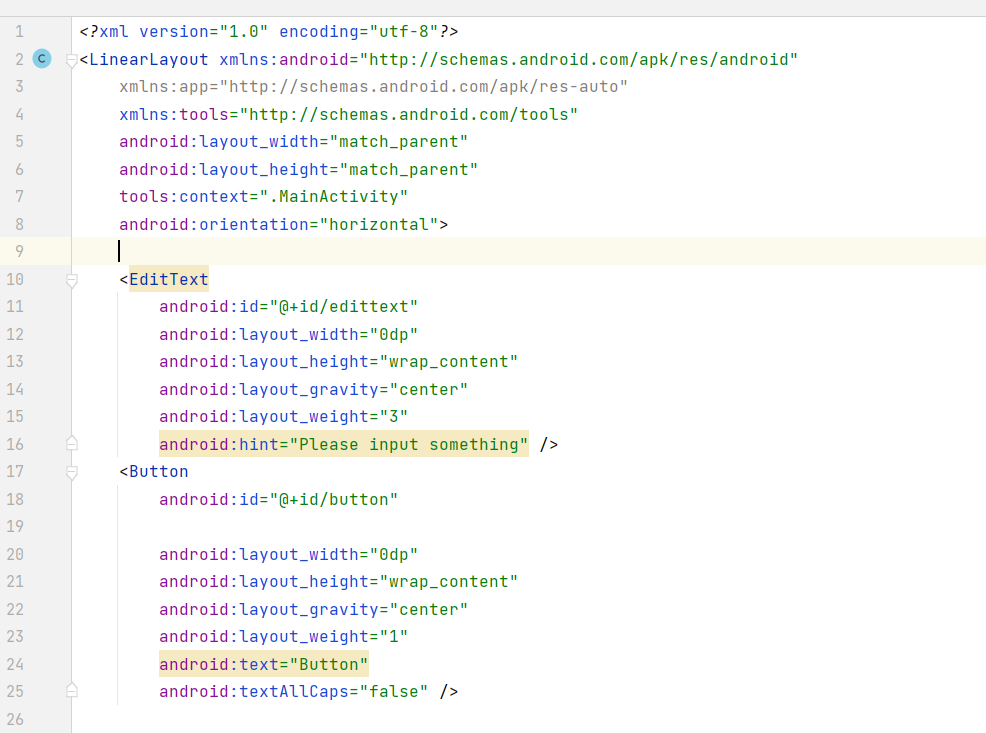 1 <?xml version="1.0" encoding="utf-8"?>
2 C <LinearLayout xmlns:android="http://schemas.android.com/apk/res/android"
3     xmlns:app="http://schemas.android.com/apk/res-auto"
4     xmlns:tools="http://schemas.android.com/tools"
5     android:layout_width="match_parent"
6     android:layout_height="match_parent"
7     tools:context=".MainActivity"
8     android:orientation="horizontal">
9
10     <EditText
11         android:id="@+id/edittext"
12         android:layout_width="0dp"
13         android:layout_height="wrap_content"
14         android:layout_gravity="center"
15         android:layout_weight="3"
16         android:hint="Please input something" />
17     <Button
18         android:id="@+id/button"
19
20         android:layout_width="0dp"
21         android:layout_height="wrap_content"
22         android:layout_gravity="center"
23         android:layout_weight="1"
24         android:text="Button"
25         android:textAllCaps="false" />
26